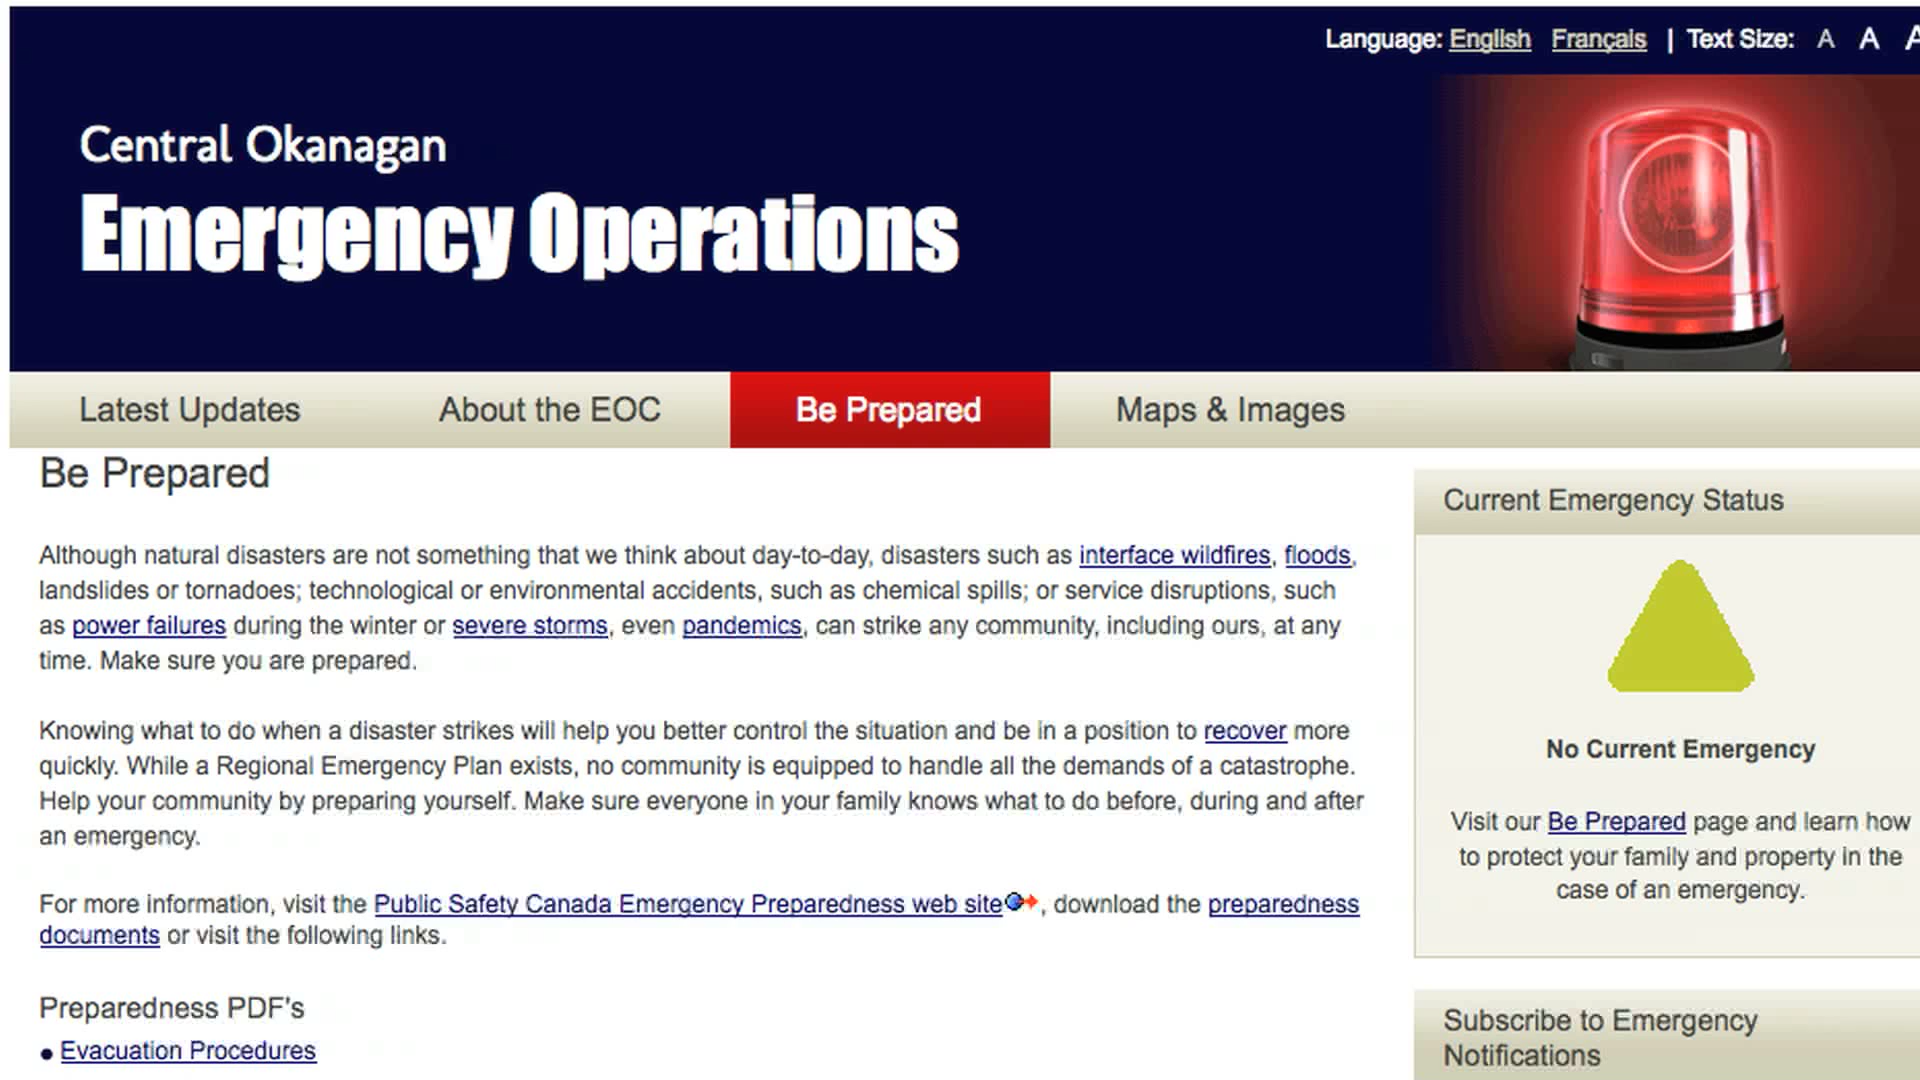 Language: English Français | Text Size: A A A
Central Okanagan
Emergency Operations
Latest Updates About the EOC Be Prepared Maps & Images
Be Prepared
Although natural disasters are not something that we think about day-to-day, disasters such as interface wildfires, floods,
landslides or tornadoes; technological or environmental accidents, such as chemical spills; or service disruptions, such
as power failures during the winter or severe storms, even pandemics, can strike any community, including ours, at any
time. Make sure you are prepared.
Knowing what to do when a disaster strikes will help you better control the situation and be in a position to recover more
quickly. While a Regional Emergency Plan exists, no community is equipped to handle all the demands of a catastrophe.
Help your community by preparing yourself. Make sure everyone in your family knows what to do before, during and after
an emergency.
For more information, visit the Public Safety Canada Emergency Preparedness web site, download the preparedness
documents or visit the following links.
Preparedness PDF's
• Evacuation Procedures
Current Emergency Status
No Current Emergency
Visit our Be Prepared page and learn how
to protect your family and property in the
case of an emergency.
Subscribe to Emergency
Notifications